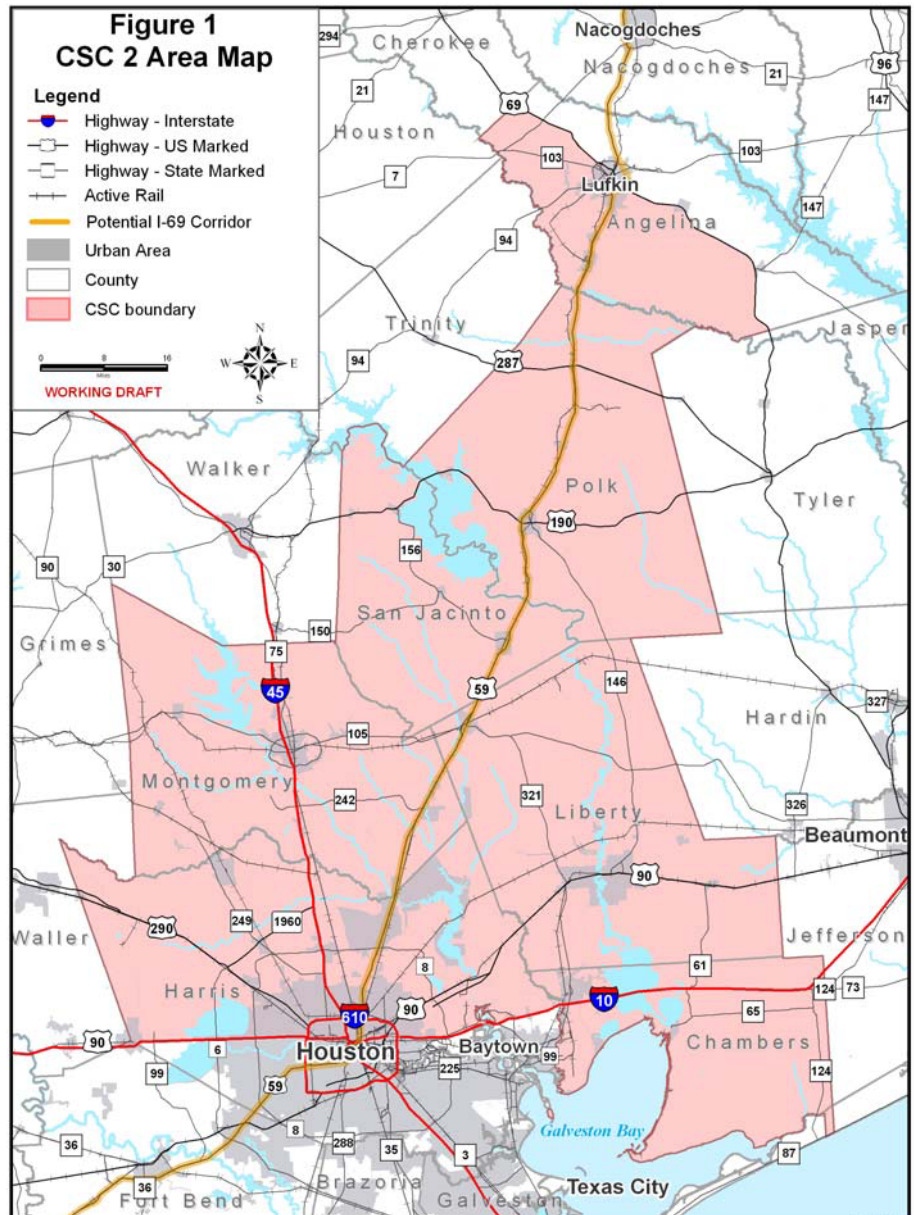 Figure 1
CSC 2 Area Map
Legend
Highway - Interstate
Highway - US Marked
Highway - State Marked
Active Rail
Potential I-69 Corridor
Urban Area
County
CSC boundary
0 8 16
Miles
N
W E
S
WORKING DRAFT
Nacogdoches
294
Cherokee
Nacogdoches
96
21
21
69
147
Houston
103
103
7
Lufkin
147
Angelina
94
Trinity
Jasper
94
287
Walker
Polk
Tyler
190
156
90
30
San Jacinto
150
Grimes
75
45
59
146
327
Hardin
105
Montgomery
242
321
Liberty
326
Beaumont
90
290
249
1960
Waller
Jefferson
8
61
Harris
124
73
610
90
10
65
90
6
Houston
Baytown
99
Chambers
99
225
124
59
8
288
35
3
Galveston Bay
36
87
36
Brazoria
Texas City
Fort Bend
Galveston